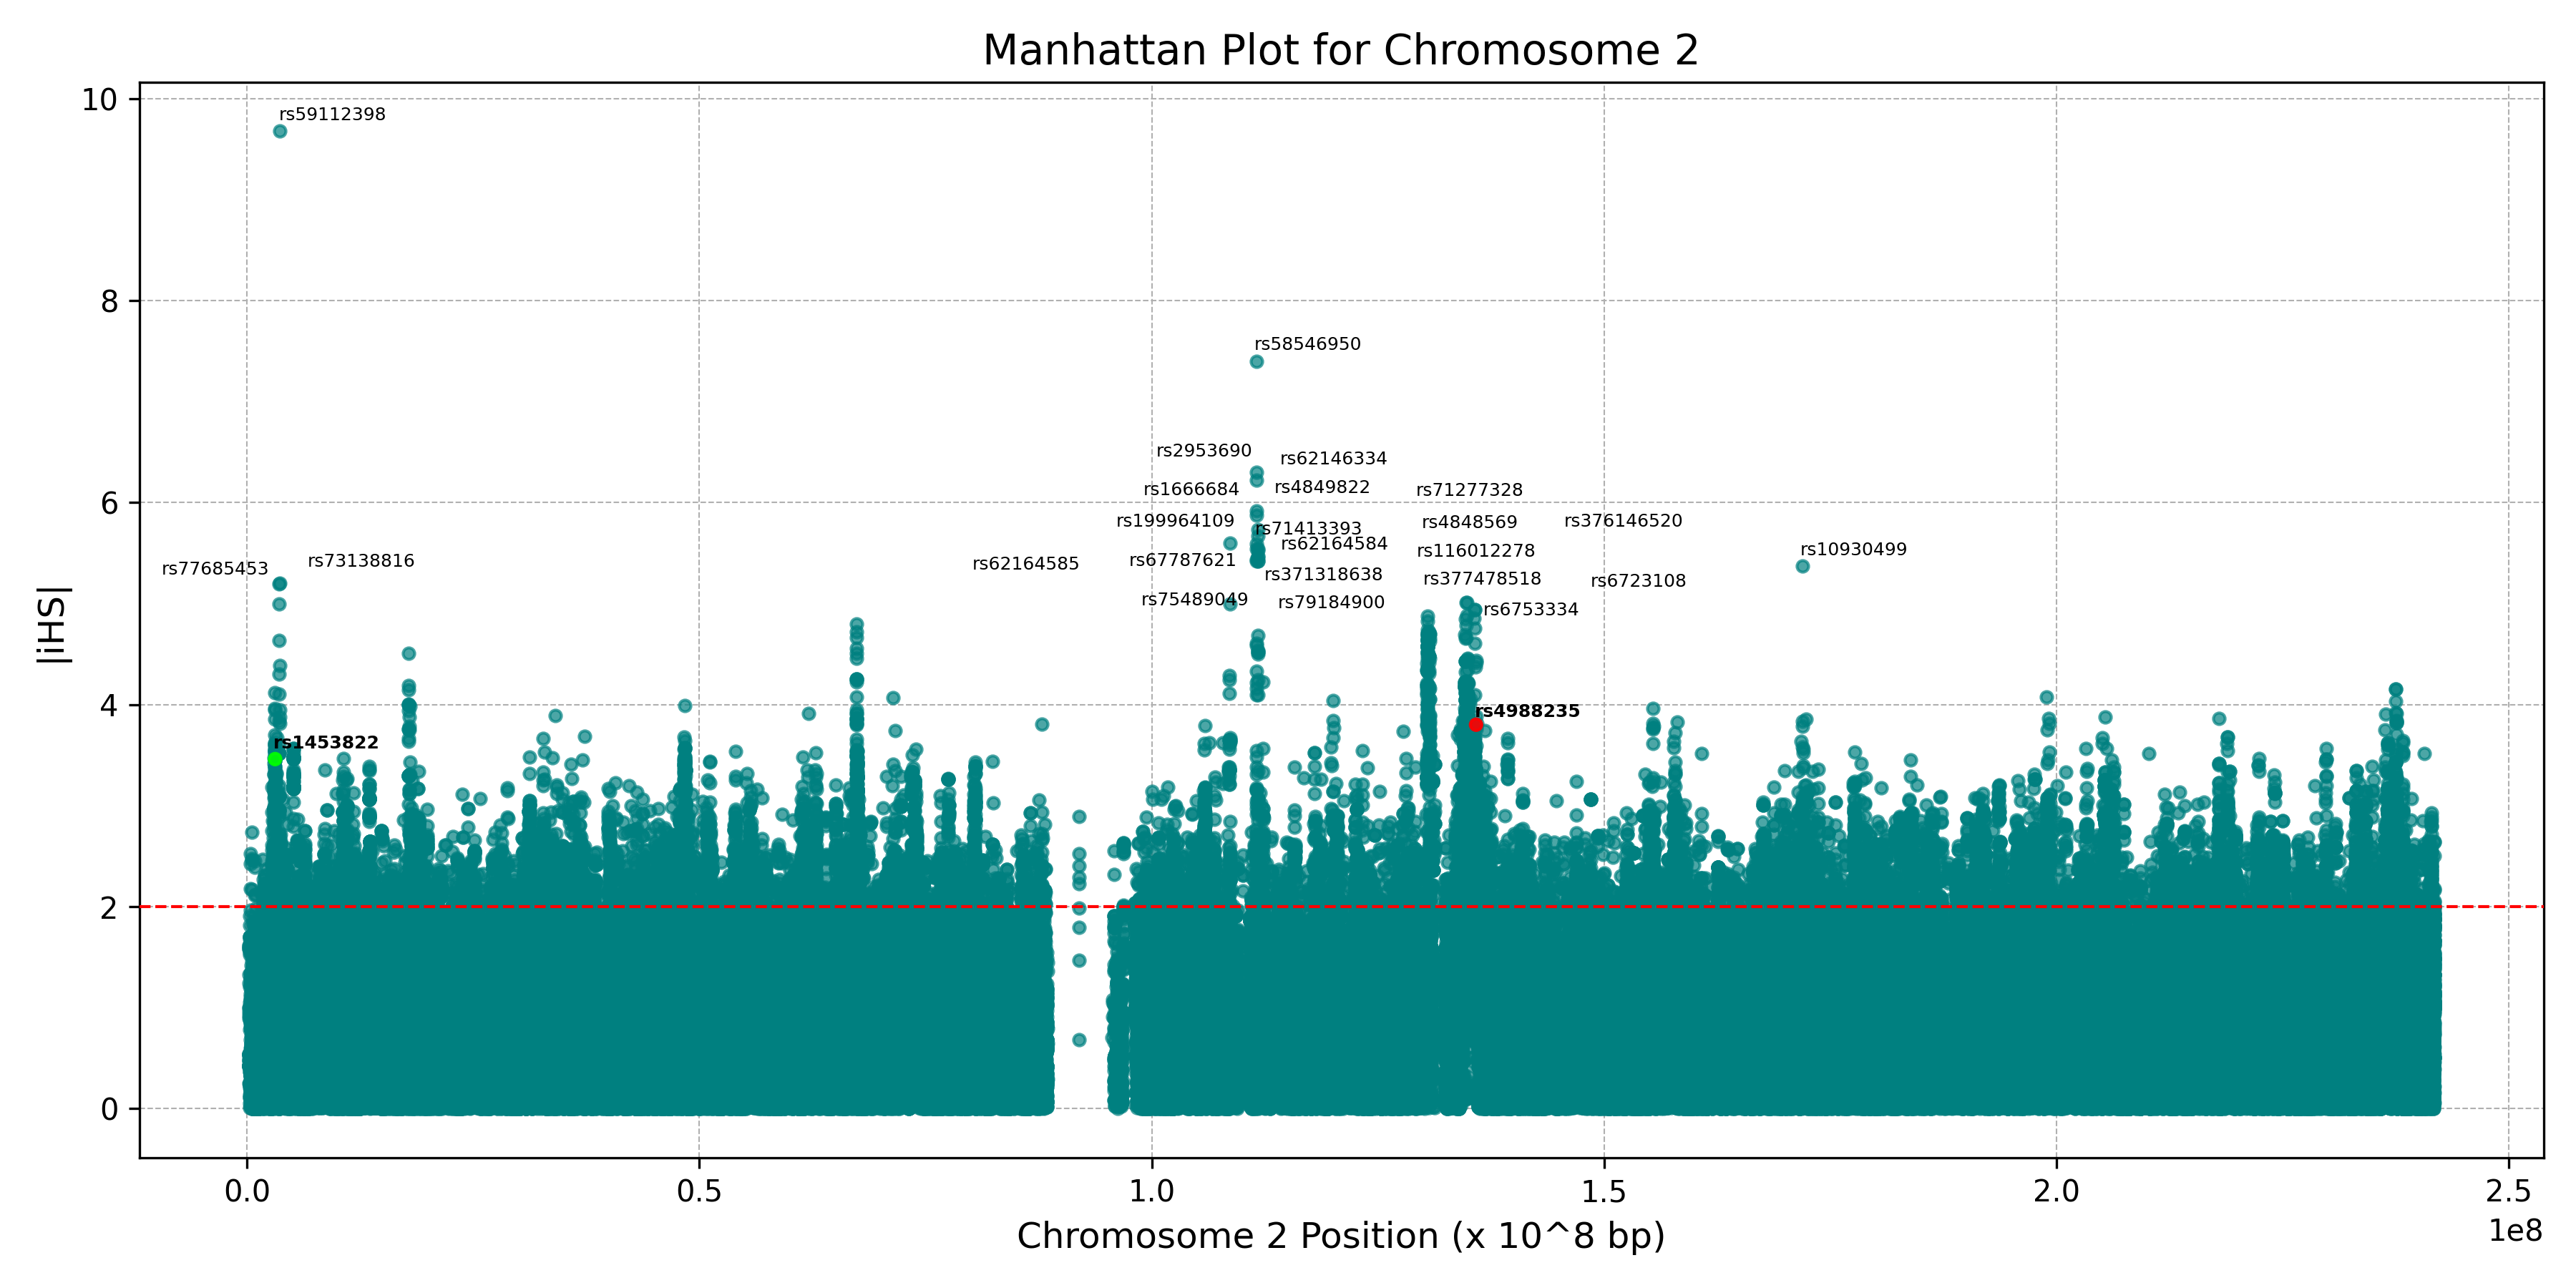 Manhattan Plot for Chromosome 2
10
rs59112398
8
rs58546950
rs2953690
rs62146334
6
rs1666684
rs4849822
rs71277328
rs199964109
rs71413393
rs4848569
rs376146520
rs62164584
rs116012278
rs10930499
rs77685453
rs73138816
rs62164585
rs67787621
rs371318638
rs377478518
rs6723108
rs75489049
rs79184900
rs6753334
|iHS|
4
rs4988235
rs1453822
2
0
0.0
0.5
1.0
1.5
2.0
2.5
1e8
Chromosome 2 Position (x 10^8 bp)